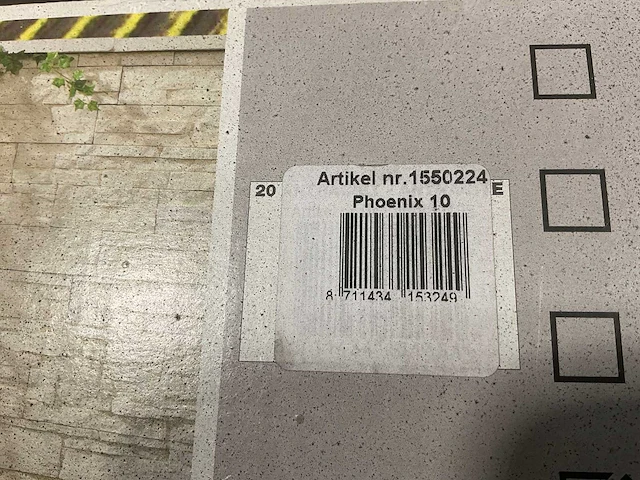 Artikel nr.1550224
20 E
Phoenix 10
8 711434 153249